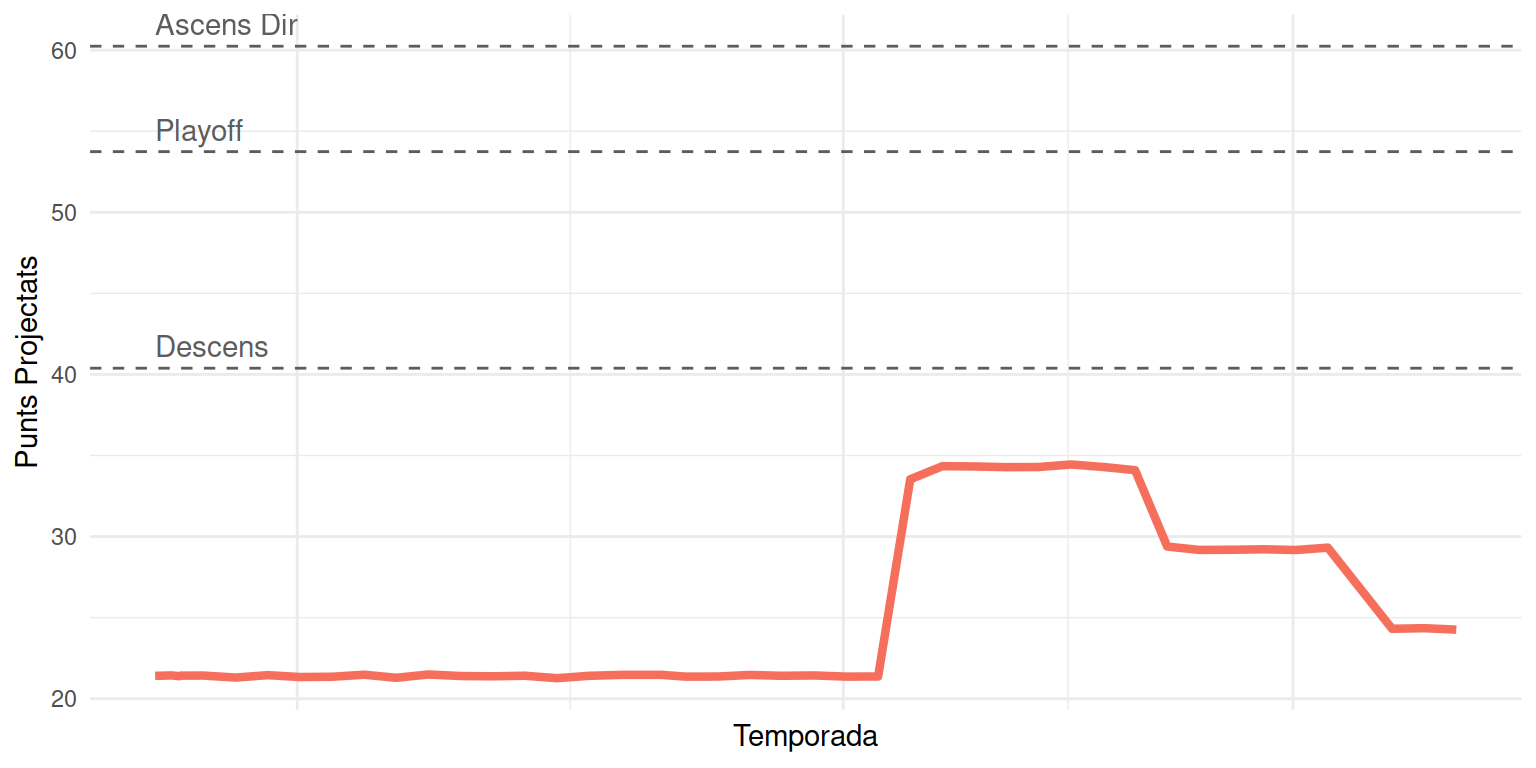 Ascens Dir
60
Playoff
50
Descens
40
30
20
Punts Projectats
Temporada